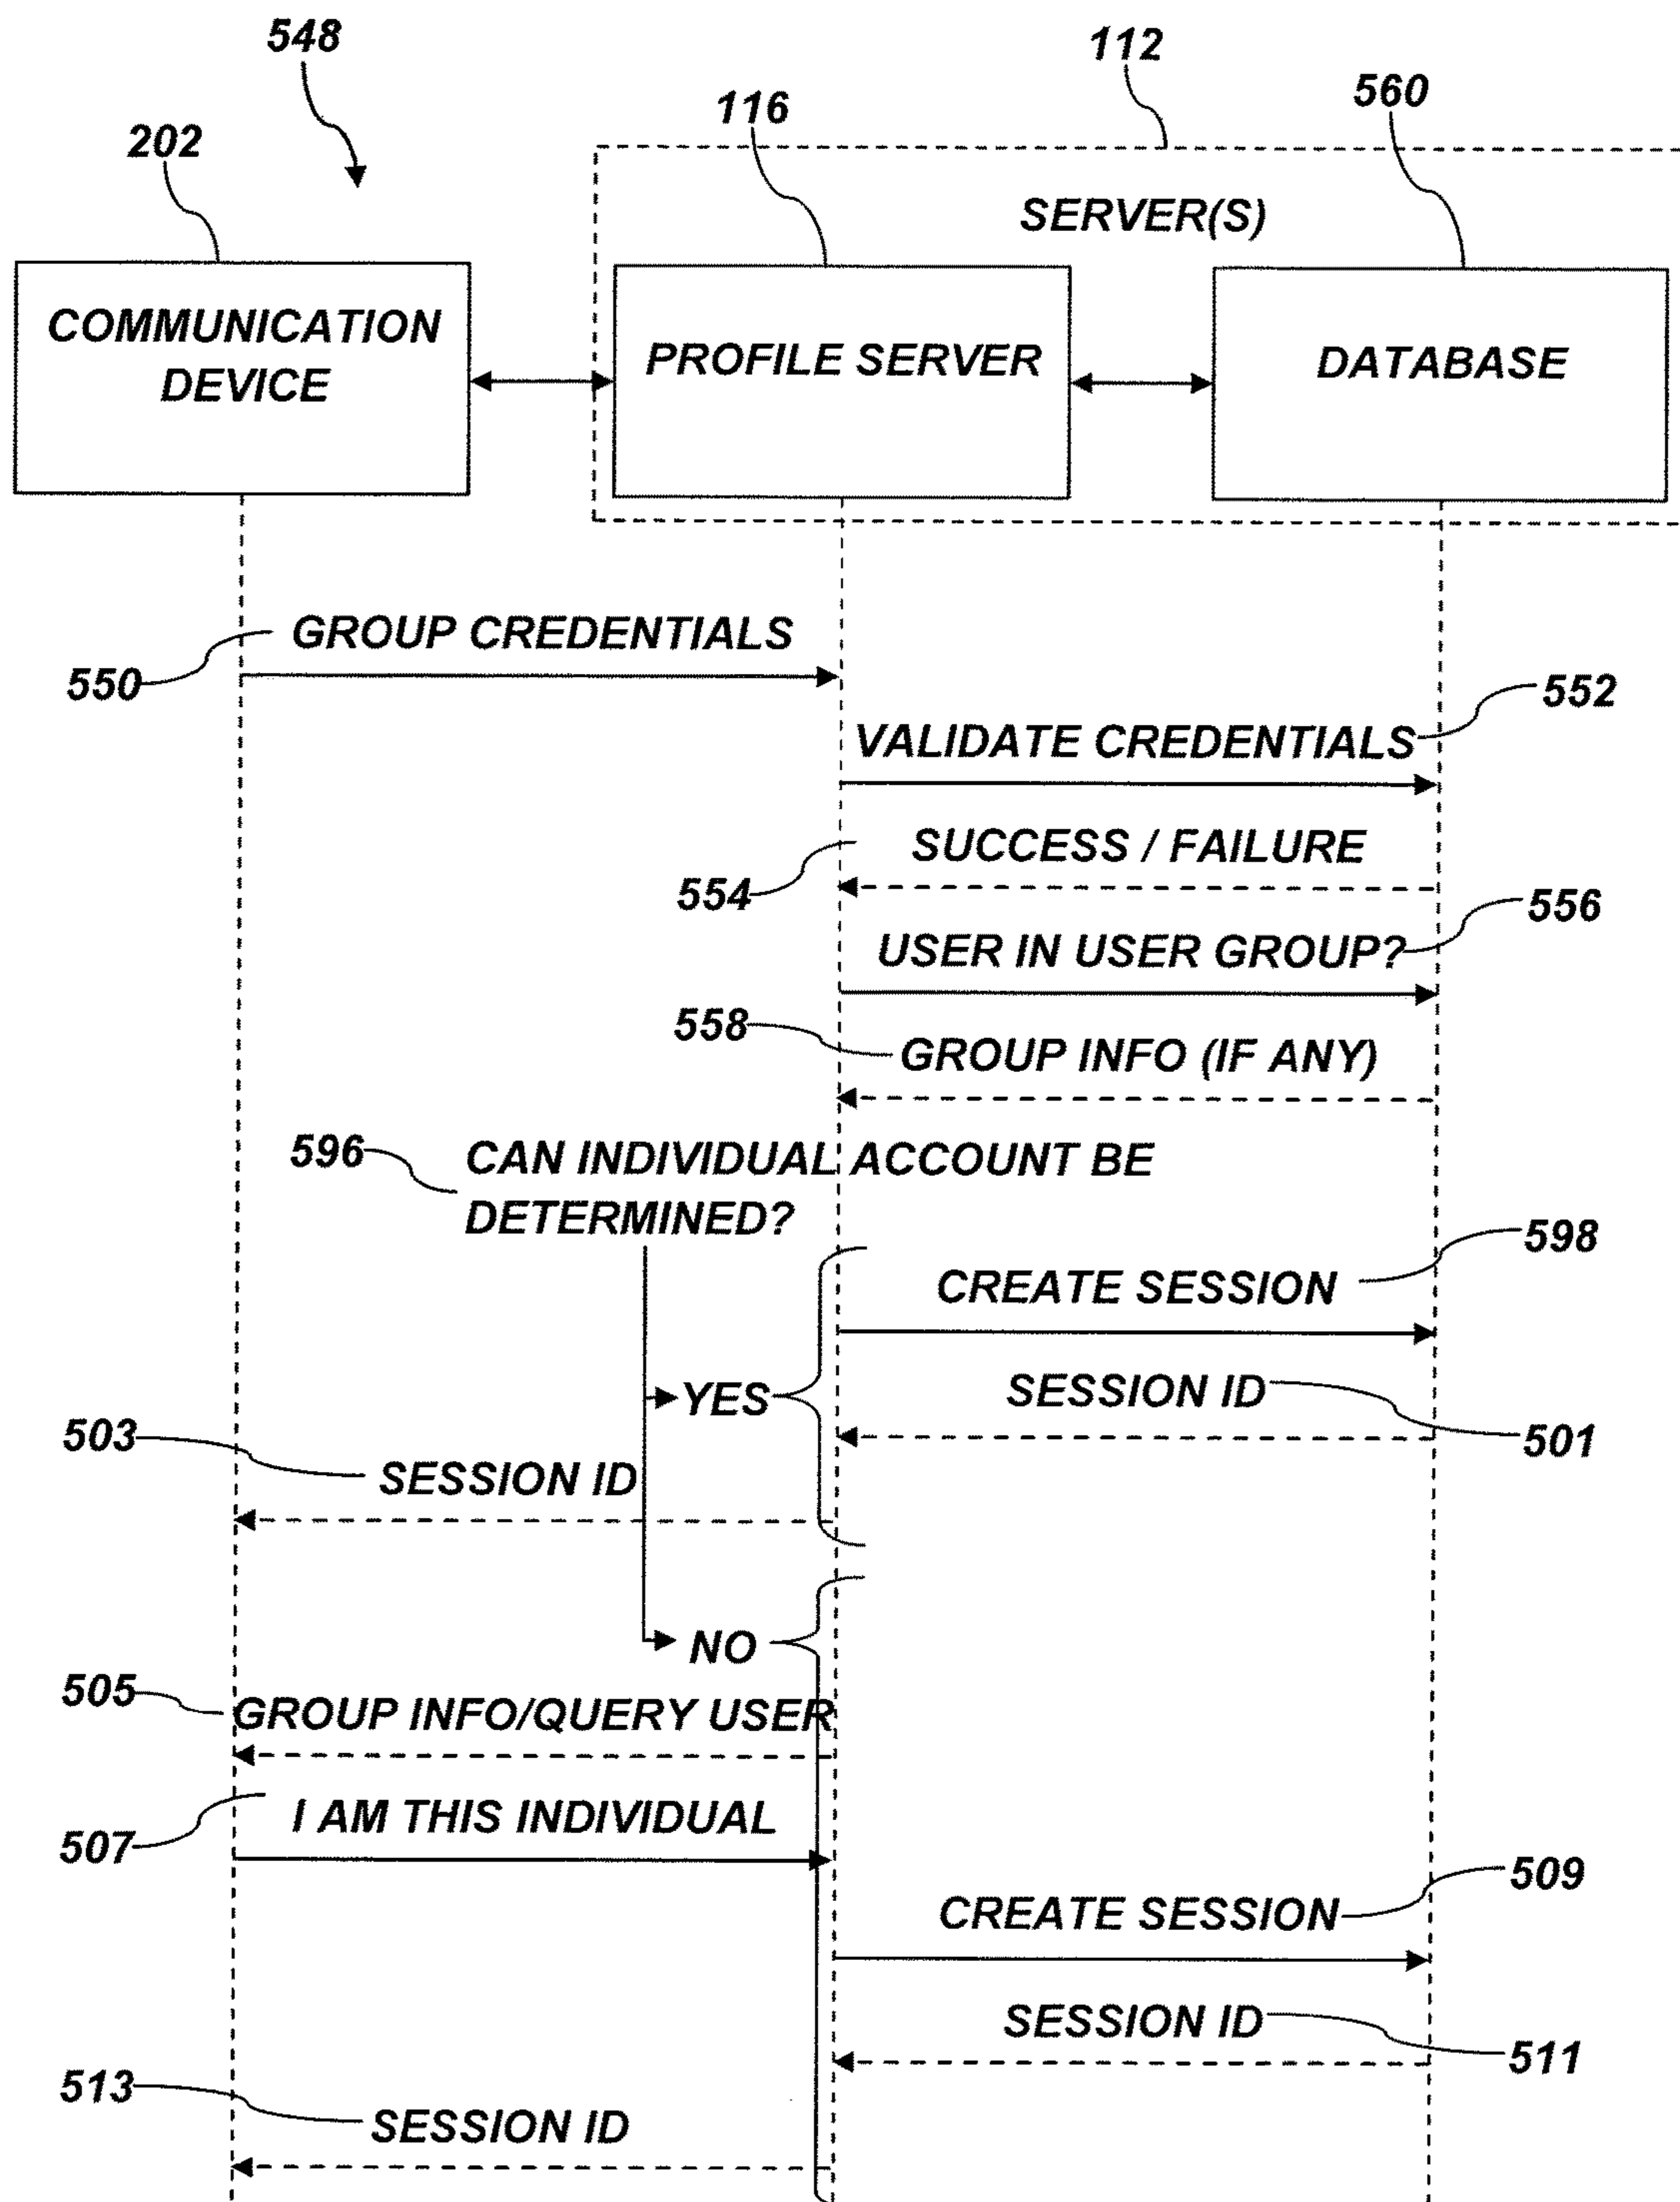 548
112
560
116
202
SERVER(S)
COMMUNICATION
DEVICE
PROFILE SERVER
DATABASE
GROUP CREDENTIALS
550
552
VALIDATE CREDENTIALS
SUCCESS / FAILURE
554
556
USER IN USER GROUP?
558
GROUP INFO (IF ANY)
596
CAN INDIVIDUAL ACCOUNT BE
DETERMINED?
598
CREATE SESSION
YES
SESSION ID
501
503
SESSION ID
NO
505
GROUP INFO/QUERY USER
I AM THIS INDIVIDUAL
507
509
CREATE SESSION
SESSION ID
511
513
SESSION ID